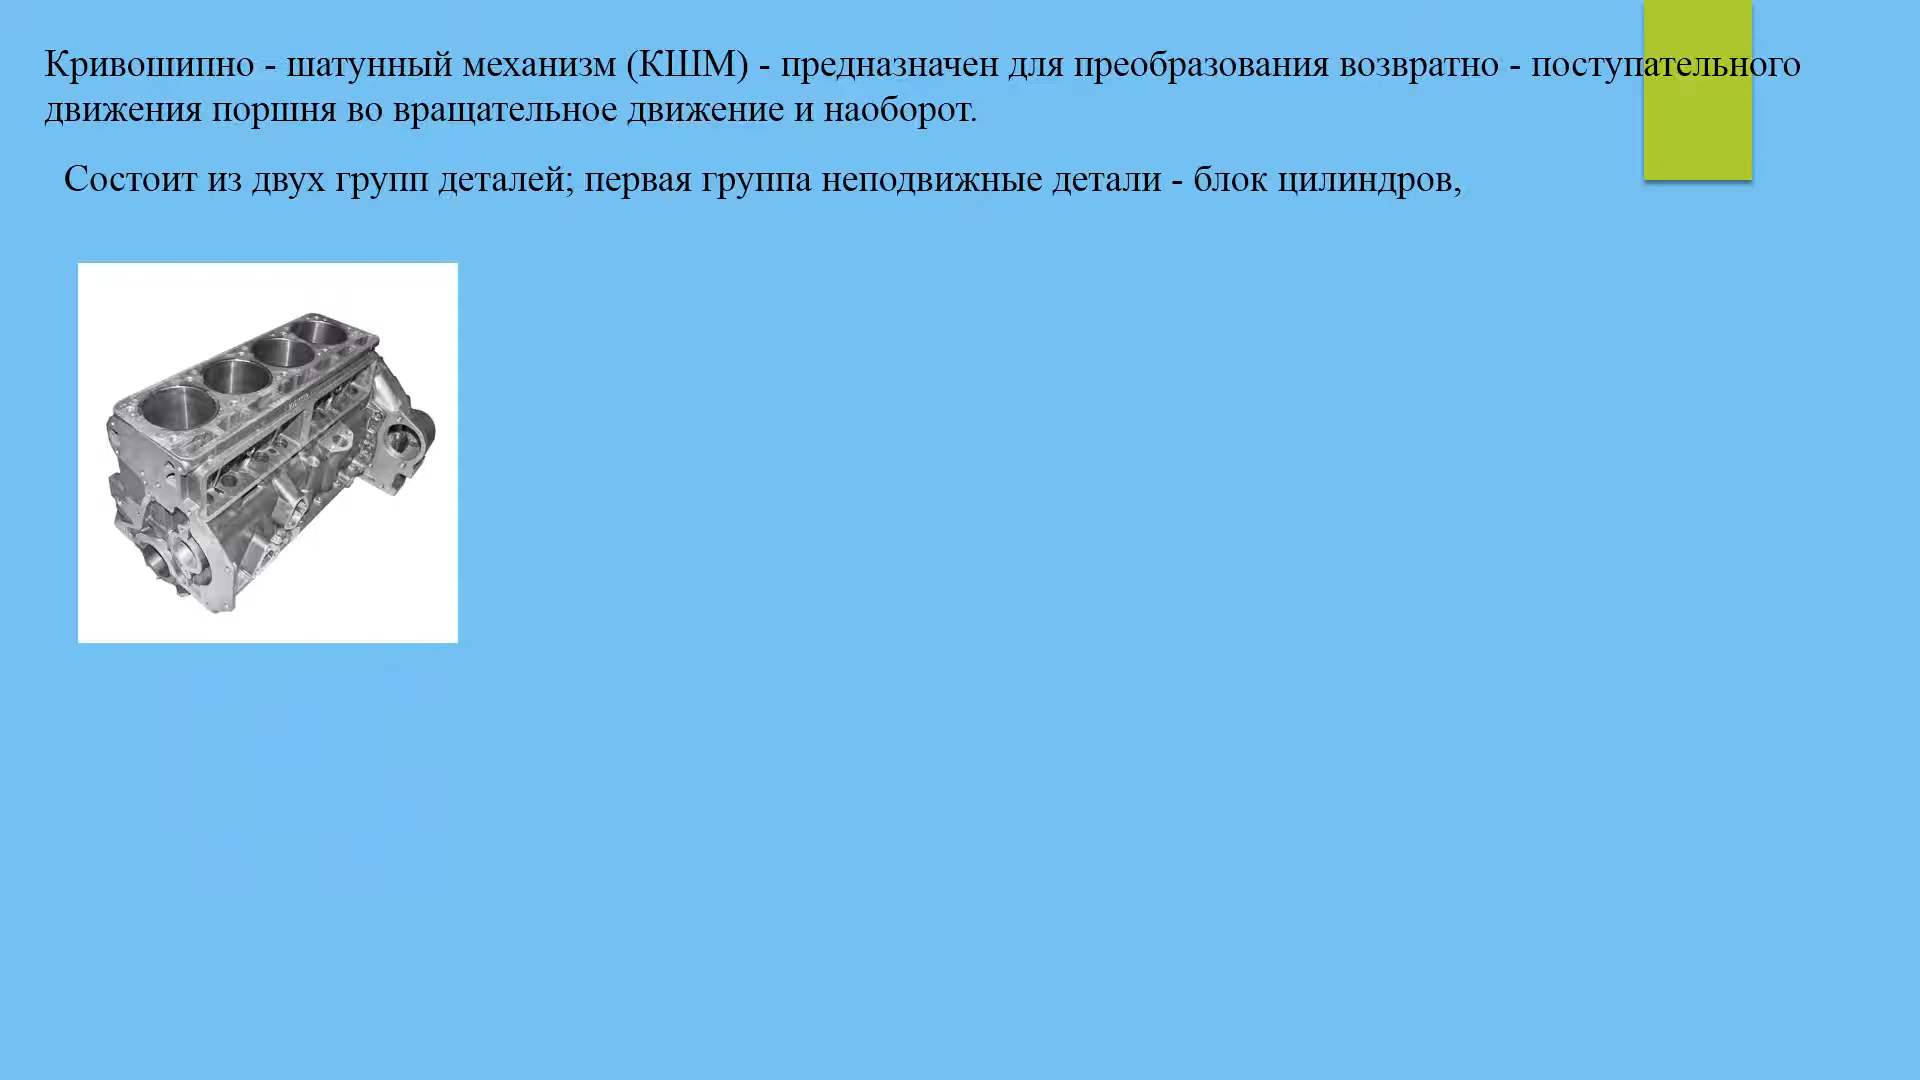 Кривошипно - шатунный механизм (КШМ) - предназначен для преобразования возвратно - поступательного
движения поршня во вращательное движение и наоборот.
Состоит из двух групп деталей; первая группа неподвижные детали - блок цилиндров,